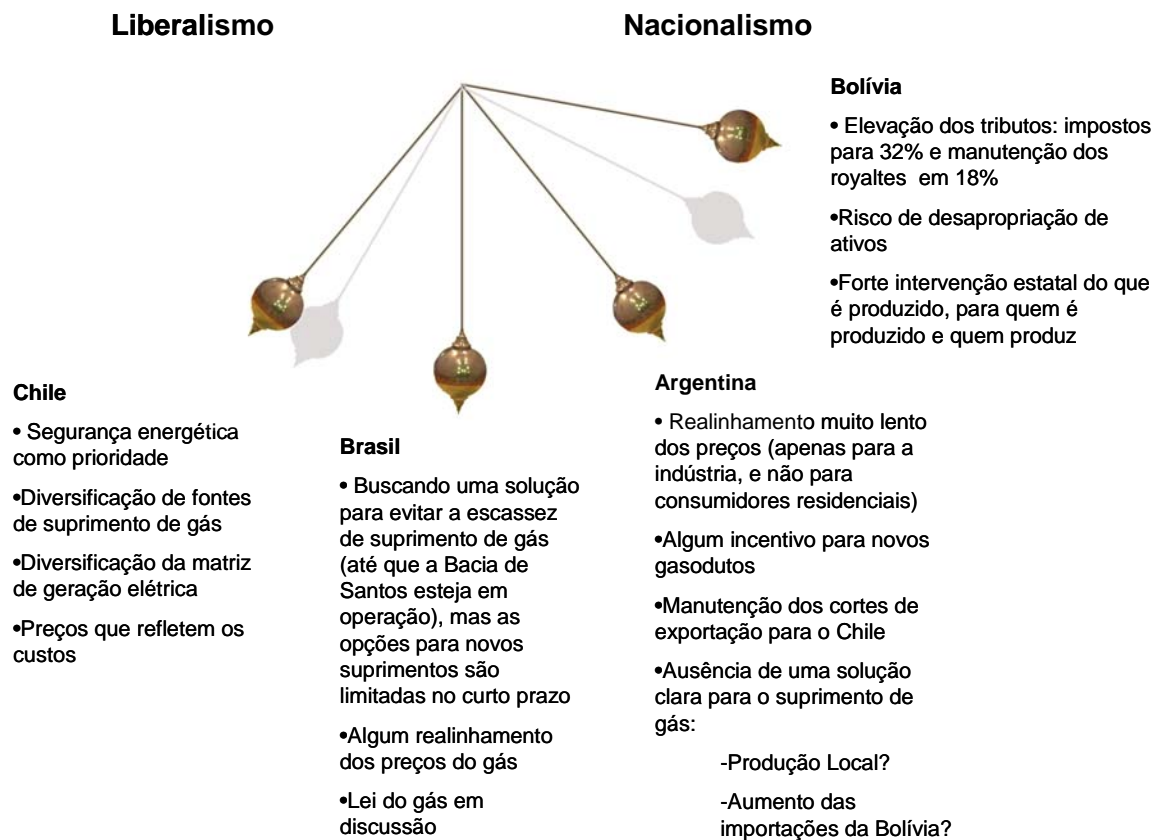 Liberalismo
Nacionalismo
Bolívia
• Elevação dos tributos: impostos
para 32% e manutenção dos
royaltes em 18%
•Risco de desapropriação de
ativos
•Forte intervenção estatal do que
é produzido, para quem é
produzido e quem produz
Chile
• Segurança energética
como prioridade
•Diversificação de fontes
de suprimento de gás
•Diversificação da matriz
de geração elétrica
•Preços que refletem os
custos
Brasil
• Buscando uma solução
para evitar a escassez
de suprimento de gás
(até que a Bacia de
Santos esteja em
operação), mas as
opções para novos
suprimentos são
limitadas no curto prazo
•Algum realinhamento
dos preços do gás
•Lei do gás em
discussão
Argentina
• Realinhamento muito lento
dos preços (apenas para a
indústria, e não para
consumidores residenciais)
•Algum incentivo para novos
gasodutos
•Manutenção dos cortes de
exportação para o Chile
•Ausência de uma solução
clara para o suprimento de
gás:
-Produção Local?
-Aumento das
importações da Bolívia?